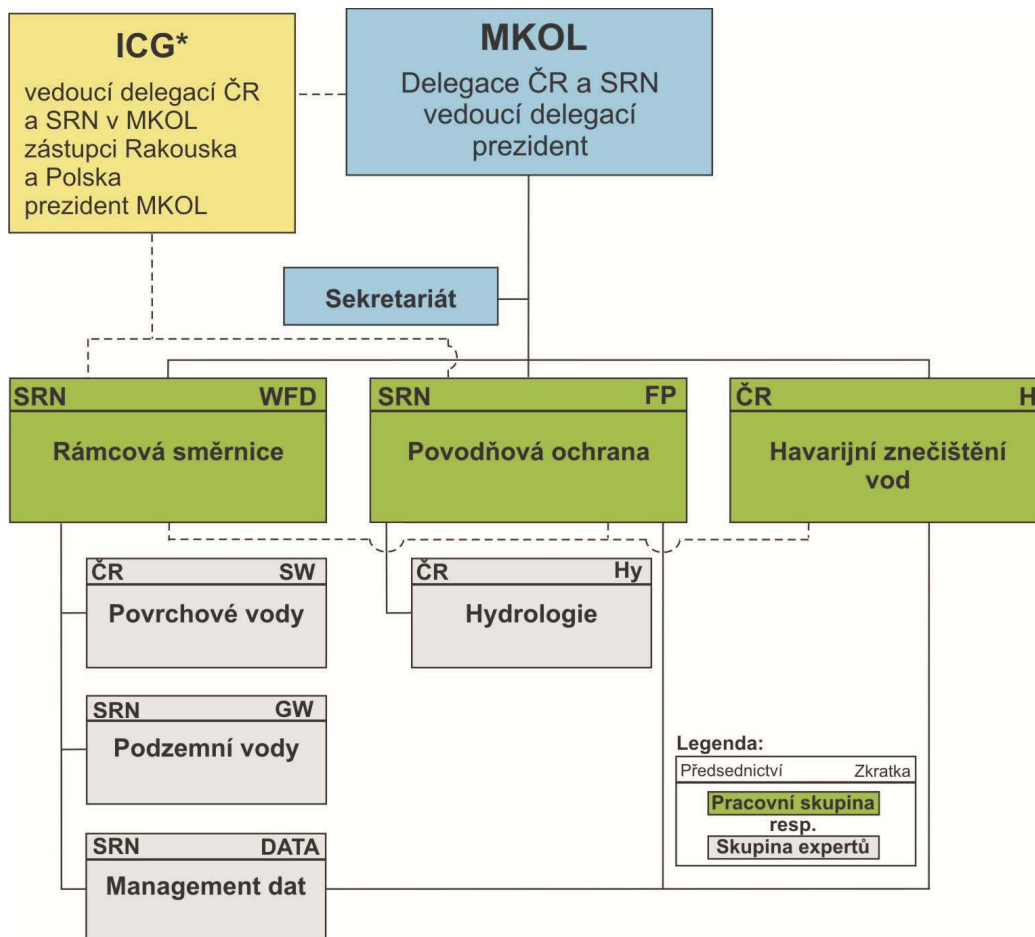 ICG*
vedoucí delegací ČR
a SRN v MKOL
zástupci Rakouska
a Polska
prezident MKOL
MKOL
Delegace ČR a SRN
vedoucí delegací
prezident
Sekretariát
SRN WFD
Rámcová směrnice
SRN FP
Povodňová ochrana
ČR H
Havarijní znečištění
vod
ČR SW
Povrchové vody
ČR Hy
Hydrologie
SRN GW
Podzemní vody
SRN DATA
Management dat
Legenda:
Předsednictví Zkratka
Pracovní skupina
resp.
Skupina expertů